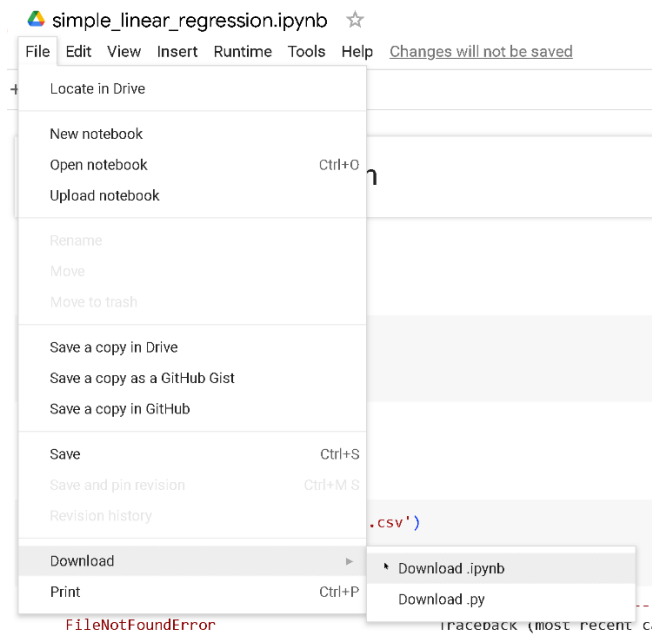 simple_linear_regression.ipynb
File Edit View Insert Runtime Tools Help Changes will not be saved
Locate in Drive
New notebook
Open notebook Ctrl+O
Upload notebook
Rename
Move
Move to trash
Save a copy in Drive
Save a copy as a GitHub Gist
Save a copy in GitHub
Save Ctrl+S
Save and pin revision Ctrl+M S
Revision history
.csv')
Download
Download .ipynb
Print Ctrl+P
Download .py
FileNotFoundError Traceback (most recent